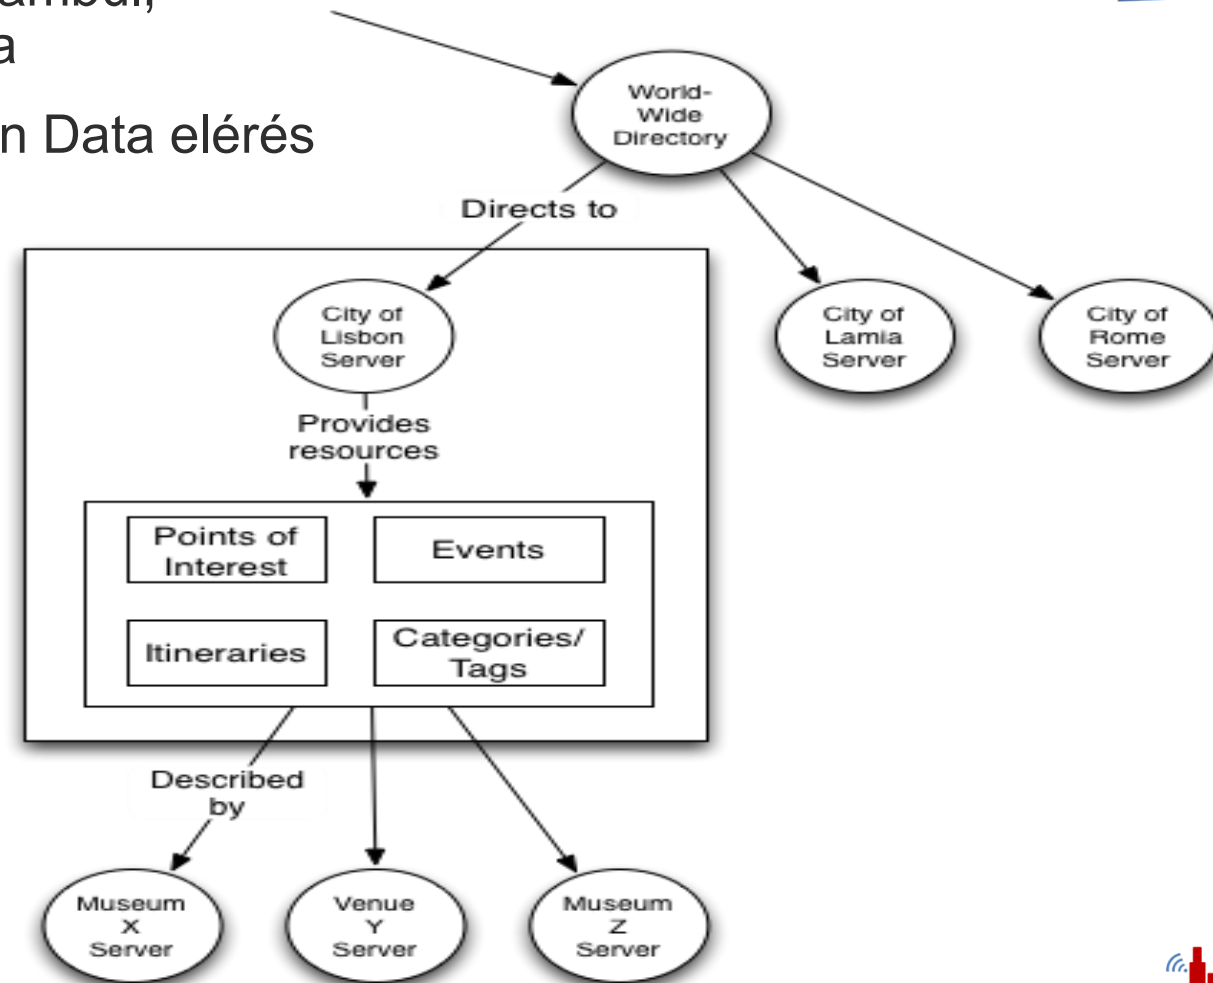 a
n Data elérés
World-
Wide
Directory
Directs to
City of
Lisbon
Server
City of
Lamia
Server
City of
Rome
Server
Provides
resources
Points of
Interest
Events
Itineraries
Categories/
Tags
Described
by
Museum
X
Server
Venue
Y
Server
Museum
Z
Server